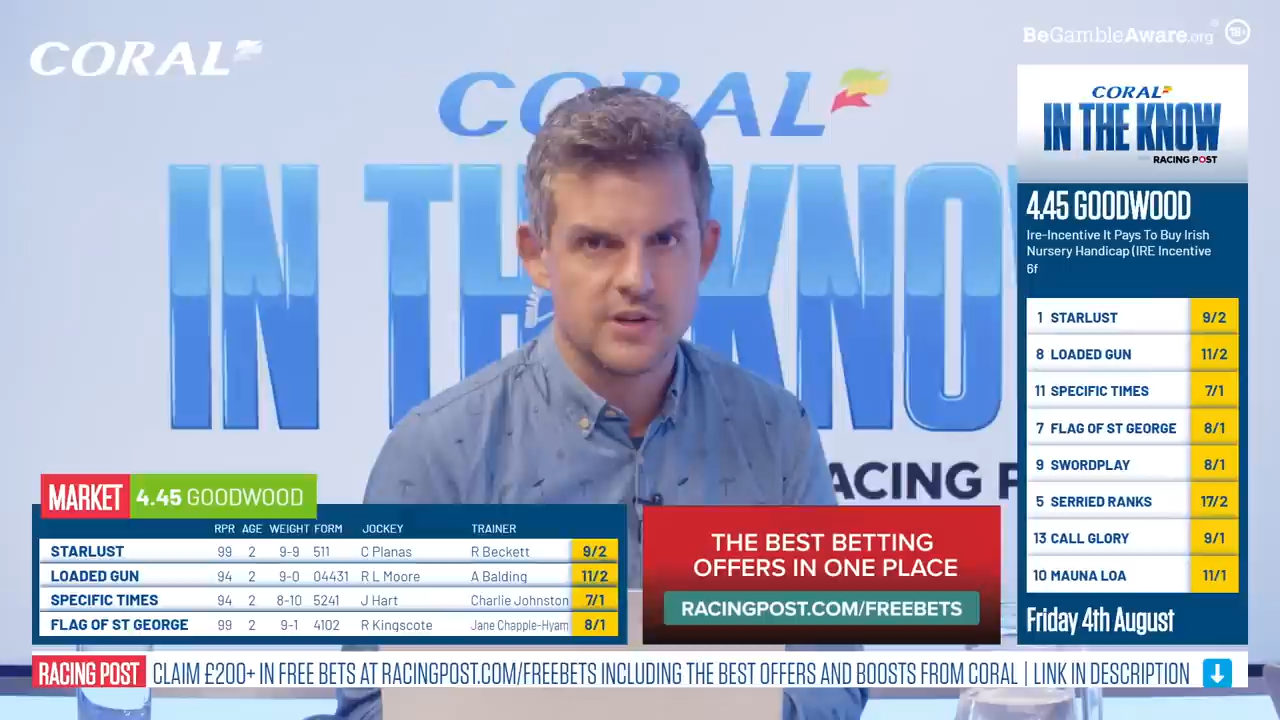 CORAL
BeGambleAware.org 18+
CORAL
IN THE KNOW
RACING P
CORAL
IN THE KNOW
RACING POST
4.45 GOODWOOD
Ire-Incentive It Pays To Buy Irish
Nursery Handicap (IRE Incentive
6f
1 STARLUST 9/2
8 LOADED GUN 11/2
11 SPECIFIC TIMES 7/1
7 FLAG OF ST GEORGE 8/1
9 SWORDPLAY 8/1
5 SERRIED RANKS 17/2
13 CALL GLORY 9/1
10 MAUNA LOA 11/1
Friday 4th August
MARKET 4.45 GOODWOOD
RPR AGE WEIGHT FORM JOCKEY TRAINER
STARLUST 99 2 9-9 511 C Planas R Beckett 9/2
LOADED GUN 94 2 9-0 04431 R L Moore A Balding 11/2
SPECIFIC TIMES 94 2 8-10 5241 J Hart Charlie Johnston 7/1
FLAG OF ST GEORGE 99 2 9-1 4102 R Kingscote Jane Chapple-Hyam 8/1
THE BEST BETTING
OFFERS IN ONE PLACE
RACINGPOST.COM/FREEBETS
RACING POST CLAIM £200+ IN FREE BETS AT RACINGPOST.COM/FREEBETS INCLUDING THE BEST OFFERS AND BOOSTS FROM CORAL | LINK IN DESCRIPTION